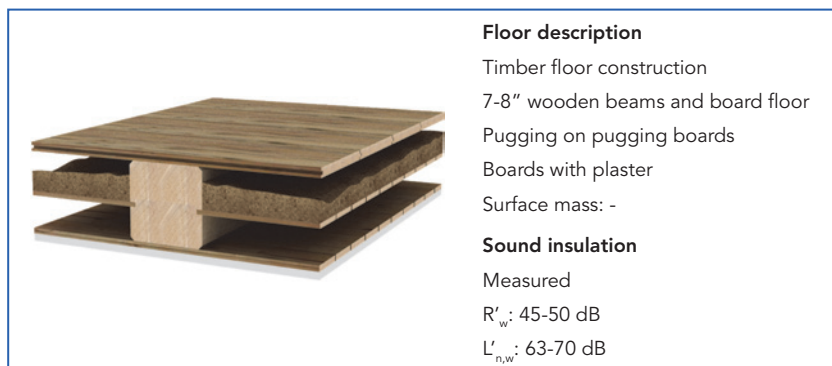 Floor description
Timber floor construction
7-8” wooden beams and board floor
Pugging on pugging boards
Boards with plaster
Surface mass: -
Sound insulation
Measured
R’w: 45-50 dB
L’n,w: 63-70 dB